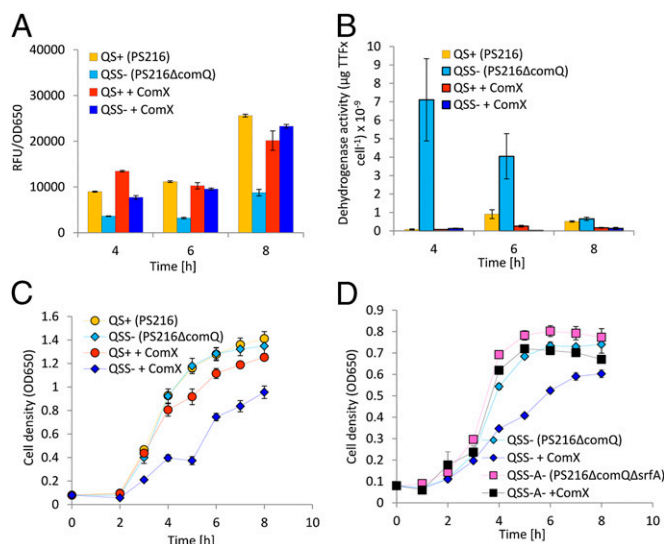 A
QS+ (PS216)
QSS- (PS216ΔcomQ)
QS+ + ComX
QSS- + ComX
RFU/OD650
40000
30000
20000
10000
0
4 6 8
Time [h]
B
QS+ (PS216)
QSS- (PS216ΔcomQ)
QS+ + ComX
QSS- + ComX
Dehydrogenase activity (µg TTFx
cell-1) x 10-9
10
9
8
7
6
5
4
3
2
1
0
4 6 8
Time [h]
C
QS+ (PS216)
QSS- (PS216ΔcomQ)
QS+ + ComX
QSS- + ComX
Cell density (OD650)
1.6
1.4
1.2
1.0
0.8
0.6
0.4
0.2
0.0
0 2 4 6 8 10
Time [h]
D
Cell density (OD650)
0.9
0.8
0.7
0.6
0.5
0.4
0.3
0.2
0.1
0.0
QSS- (PS216ΔcomQ)
QSS- + ComX
QSS-A- (PS216ΔcomQΔsrfA)
QSS-A- +ComX
0 2 4 6 8 10
Time [h]